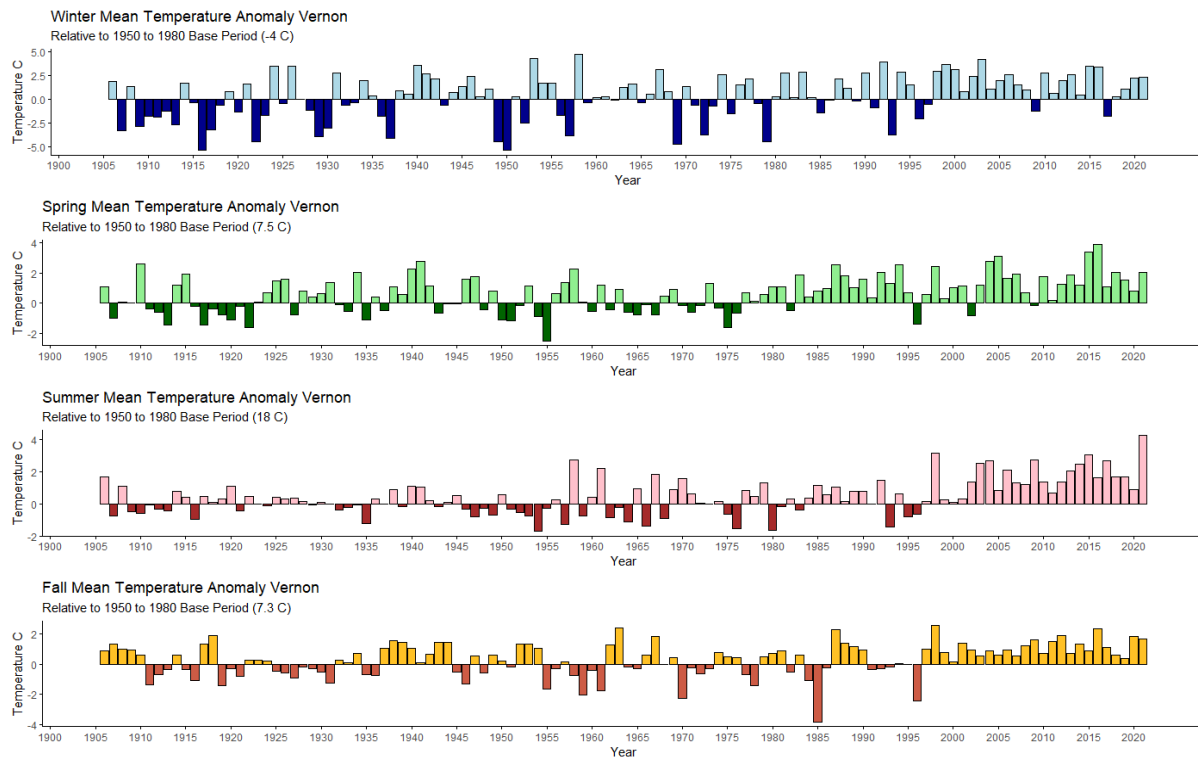 Winter Mean Temperature Anomaly Vernon
Relative to 1950 to 1980 Base Period (-4 C)
Temperature C
5.0
2.5
0.0
-2.5
-5.0
1900 1905 1910 1915 1920 1925 1930 1935 1940 1945 1950 1955 1960 1965 1970 1975 1980 1985 1990 1995 2000 2005 2010 2015 2020
Year
Spring Mean Temperature Anomaly Vernon
Relative to 1950 to 1980 Base Period (7.5 C)
Temperature C
4
2
0
-2
1900 1905 1910 1915 1920 1925 1930 1935 1940 1945 1950 1955 1960 1965 1970 1975 1980 1985 1990 1995 2000 2005 2010 2015 2020
Year
Summer Mean Temperature Anomaly Vernon
Relative to 1950 to 1980 Base Period (18 C)
Temperature C
4
2
0
-2
1900 1905 1910 1915 1920 1925 1930 1935 1940 1945 1950 1955 1960 1965 1970 1975 1980 1985 1990 1995 2000 2005 2010 2015 2020
Year
Fall Mean Temperature Anomaly Vernon
Relative to 1950 to 1980 Base Period (7.3 C)
Temperature C
2
0
-2
-4
1900 1905 1910 1915 1920 1925 1930 1935 1940 1945 1950 1955 1960 1965 1970 1975 1980 1985 1990 1995 2000 2005 2010 2015 2020
Year